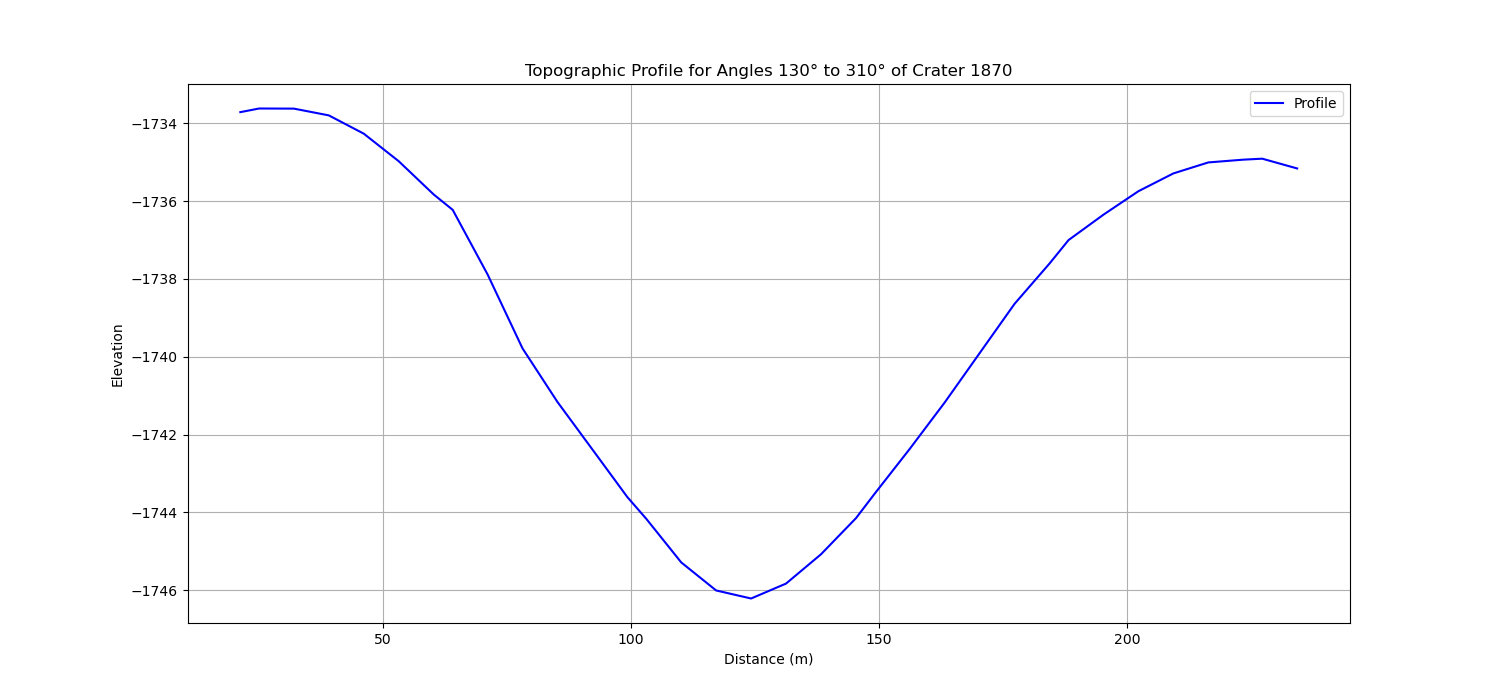 Topographic Profile for Angles 130° to 310° of Crater 1870
Profile
−1734
−1736
−1738
−1740
−1742
−1744
−1746
Elevation
50
100
150
200
Distance (m)